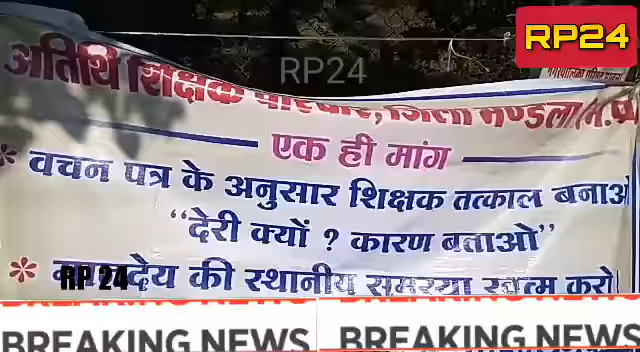 RP24
अतिथि शिक्षक परिवार, जिला मण्डला (म.प्र.
RP24
एक ही मांग
* वचन पत्र के अनुसार शिक्षक तत्काल बनाओ
“देरी क्यों ? कारण बताओ”
* देय की स्थानीय समस्या खत्म करो
RP 24
BREAKING NEWS BREAKING NEWS